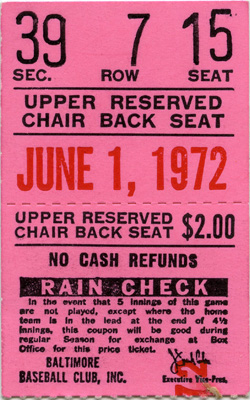 39 7 15
SEC. ROW SEAT
UPPER RESERVED
CHAIR BACK SEAT
JUNE 1, 1972
UPPER RESERVED
CHAIR BACK SEAT $2.00
NO CASH REFUNDS
RAIN CHECK
In the event that 5 innings of this game
are not played, except where the home
team is in the lead at the end of 4½
innings, this coupon will be good during
regular Season for exchange at Box
Office for this price ticket.
BALTIMORE
BASEBALL CLUB, INC.
Executive Vice-Pres.